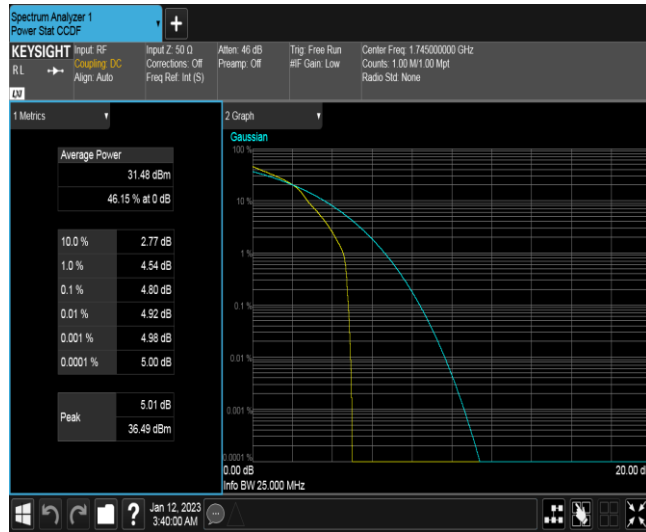 Spectrum Analyzer 1
Power Stat CCDF
+
KEYSIGHT
RL
LXI
Input: RF
Coupling: DC
Align: Auto
Input Z: 50 Ω
Corrections: Off
Freq Ref: Int (S)
Atten: 46 dB
Preamp: Off
Trig: Free Run
#IF Gain: Low
Center Freq: 1.745000000 GHz
Counts: 1.00 M/1.00 Mpt
Radio Std: None
1 Metrics
Average Power
31.48 dBm
46.15 % at 0 dB
10.0 % 2.77 dB
1.0 % 4.54 dB
0.1 % 4.80 dB
0.01 % 4.92 dB
0.001 % 4.98 dB
0.0001 % 5.00 dB
Peak
5.01 dB
36.49 dBm
2 Graph
Gaussian
100 %
10 %
1 %
0.1 %
0.01 %
0.001 %
0.0001 %
0.00 dB
20.00 d
Info BW 25.000 MHz
?
Jan 12, 2023
3:40:00 AM